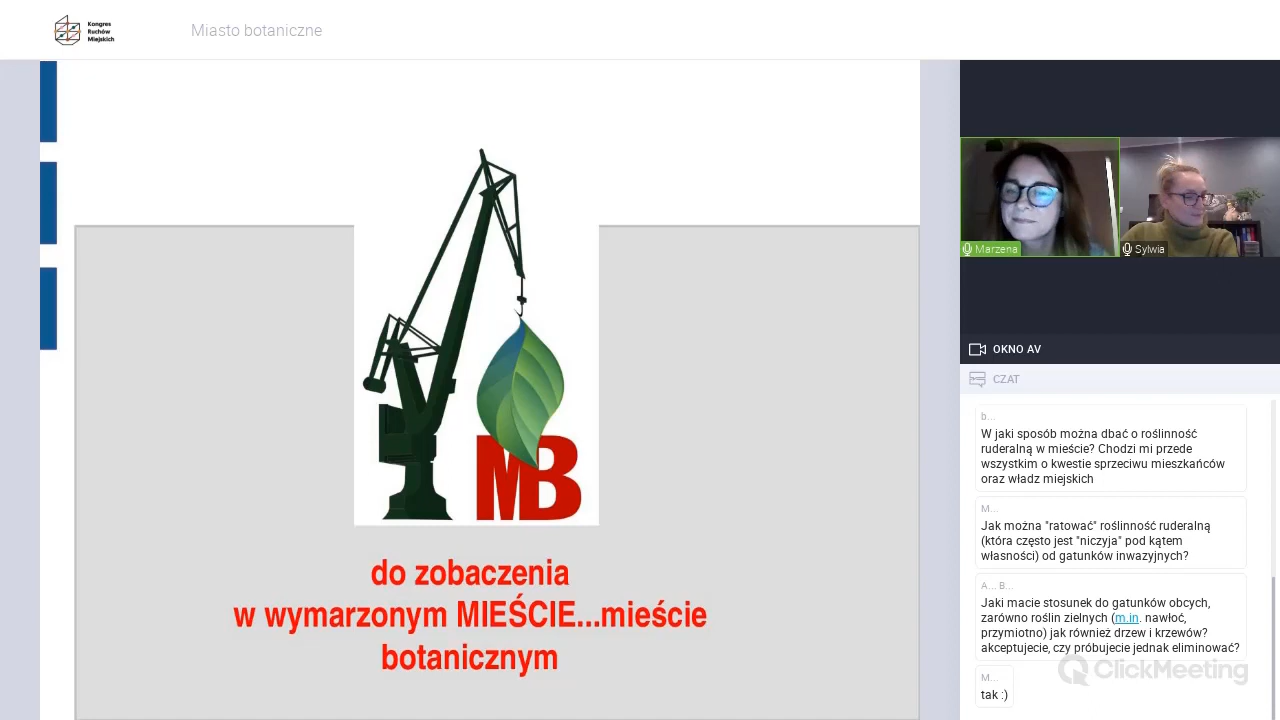 Kongres
Ruchów
Miejskich
Miasto botaniczne
MB
do zobaczenia
w wymarzonym MIEŚCIE...mieście
botanicznym
Marzena
Sylwia
OKNO AV
CZAT
b...
W jaki sposób można dbać o roślinność
ruderalną w mieście? Chodzi mi przede
wszystkim o kwestie sprzeciwu mieszkańców
oraz władz miejskich
M...
Jak można "ratować" roślinność ruderalną
(która często jest "niczyja" pod kątem
własności) od gatunków inwazyjnych?
A... B...
Jaki macie stosunek do gatunków obcych,
zarówno roślin zielnych (m.in. nawłoć,
przymiotno) jak również drzew i krzewów?
akceptujecie, czy próbujecie jednak eliminować?
ClickMeeting
M...
tak :)